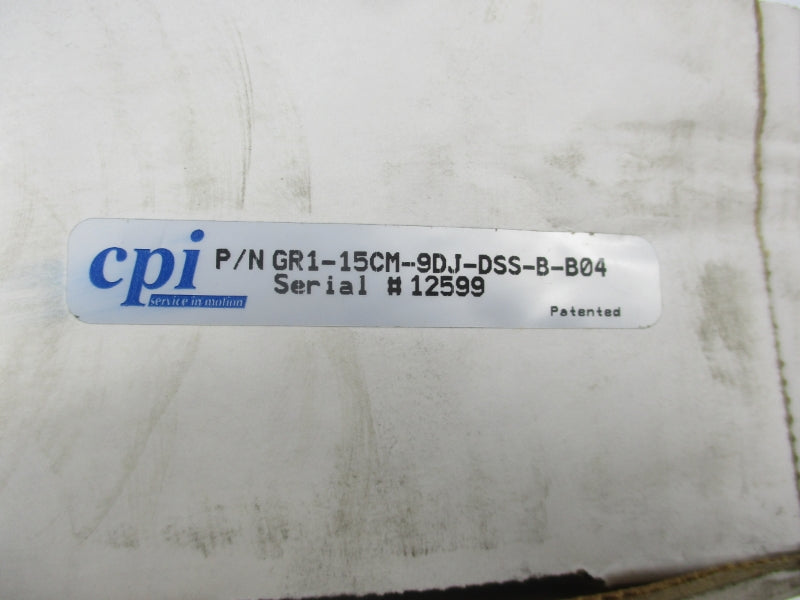 cpi
service in motion
P/N GR1-15CM-9DJ-DSS-B-B04
Serial # 12599
Patented